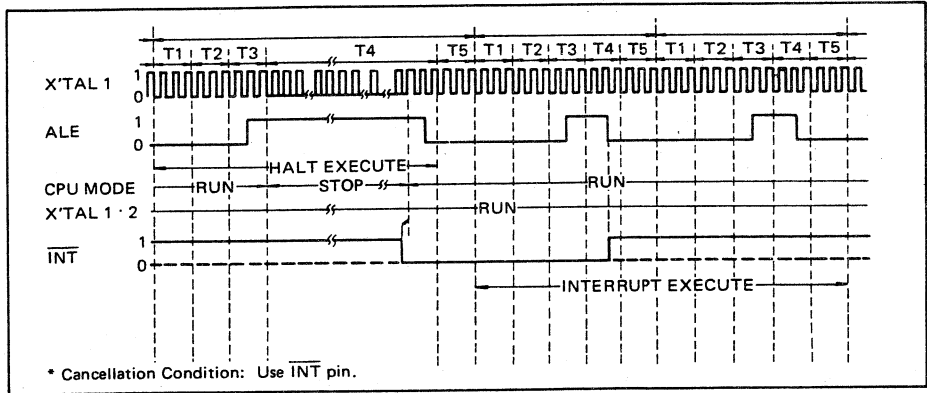 T1 T2 T3 T4 T5 T1 T2 T3 T4 T5 T1 T2 T3 T4 T5
X'TAL 1 1
0
ALE 1
0
HALT EXECUTE
CPU MODE RUN STOP RUN
X'TAL 1·2 RUN
INT 1
0
INTERRUPT EXECUTE
* Cancellation Condition: Use INT pin.